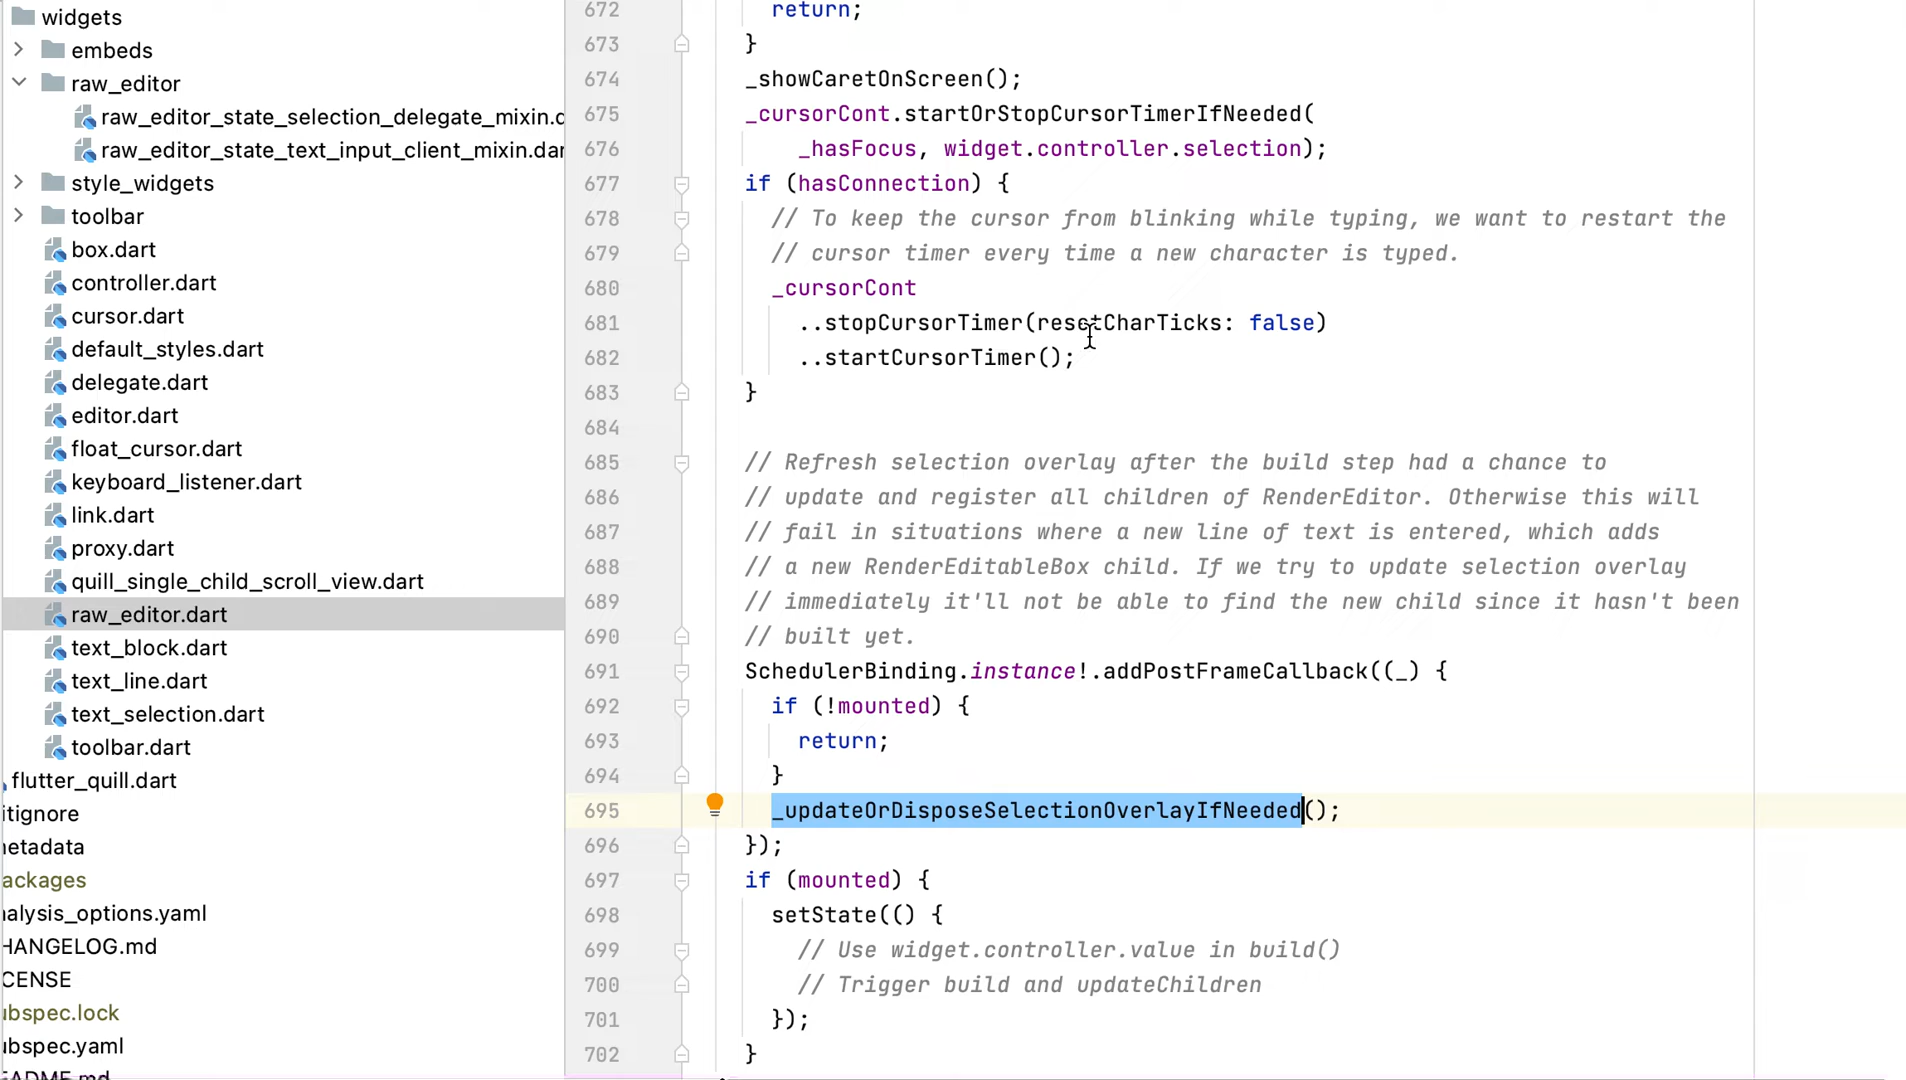 widgets
embeds
raw_editor
raw_editor_state_selection_delegate_mixin.d
raw_editor_state_text_input_client_mixin.dar
style_widgets
toolbar
box.dart
controller.dart
cursor.dart
default_styles.dart
delegate.dart
editor.dart
float_cursor.dart
keyboard_listener.dart
link.dart
proxy.dart
quill_single_child_scroll_view.dart
raw_editor.dart
text_block.dart
text_line.dart
text_selection.dart
toolbar.dart
flutter_quill.dart
itignore
netadata
ackages
nalysis_options.yaml
HANGELOG.md
CENSE
ubspec.lock
ubspec.yaml
EADME.md
672 return;
673 }
674 _showCaretOnScreen();
675 _cursorCont.startOrStopCursorTimerIfNeeded(
676 _hasFocus, widget.controller.selection);
677 if (hasConnection) {
678 // To keep the cursor from blinking while typing, we want to restart the
679 // cursor timer every time a new character is typed.
680 _cursorCont
681 ..stopCursorTimer(resetCharTicks: false)
682 ..startCursorTimer();
683 }
684
685 // Refresh selection overlay after the build step had a chance to
686 // update and register all children of RenderEditor. Otherwise this will
687 // fail in situations where a new line of text is entered, which adds
688 // a new RenderEditableBox child. If we try to update selection overlay
689 // immediately it'll not be able to find the new child since it hasn't been
690 // built yet.
691 SchedulerBinding.instance!.addPostFrameCallback((_) {
692 if (!mounted) {
693 return;
694 }
695 _updateOrDisposeSelectionOverlayIfNeeded();
696 });
697 if (mounted) {
698 setState(() {
699 // Use widget.controller.value in build()
700 // Trigger build and updateChildren
701 });
702 }